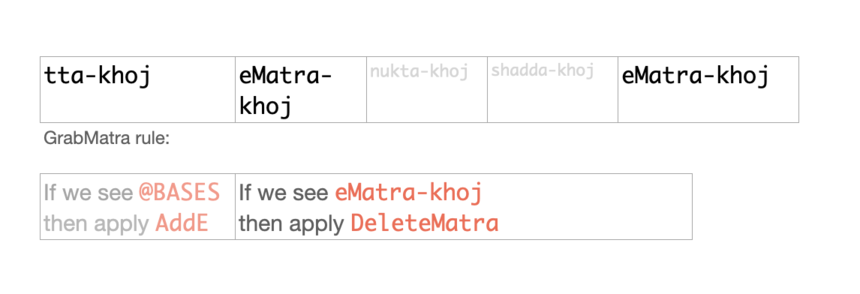 tta-khoj eMatra- nukta-khoj shadda-khoj eMatra-khoj
khoj
GrabMatra rule:
If we see @BASES If we see eMatra-khoj
then apply AddE then apply DeleteMatra